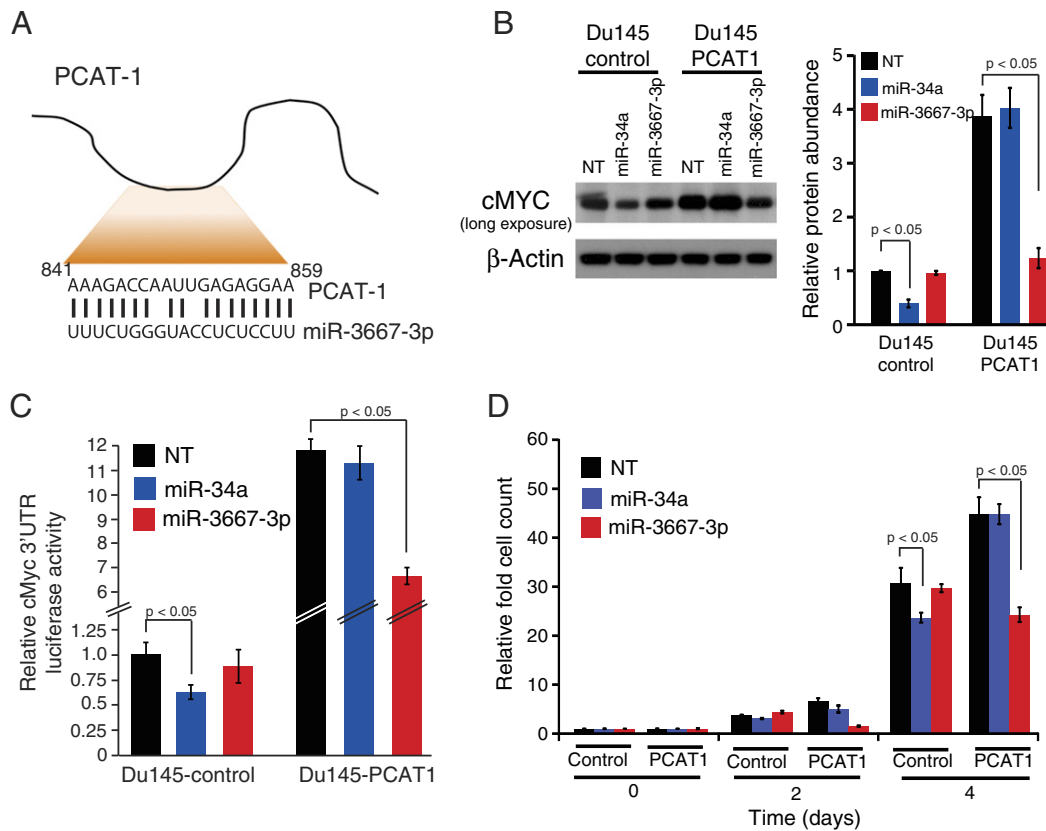 A
PCAT-1
841
859
AAAGACCAAUUGAGAGGAA
PCAT-1
UUUCUGGGUACCUCUCCUU
miR-3667-3p
B
Du145
control
Du145
PCAT1
NT
miR-34a
miR-3667-3p
NT
miR-34a
miR-3667-3p
cMYC
(long exposure)
β-Actin
Relative protein abundance
5
4
3
2
1
0
NT
miR-34a
miR-3667-3p
p < 0.05
p < 0.05
Du145
control
Du145
PCAT1
C
Relative cMyc 3'UTR
luciferase activity
12
11
10
9
8
7
6
1.25
1.0
0.75
0.5
0
NT
miR-34a
miR-3667-3p
p < 0.05
p < 0.05
Du145-control
Du145-PCAT1
D
Relative fold cell count
60
50
40
30
20
10
0
NT
miR-34a
miR-3667-3p
p < 0.05
p < 0.05
Control
PCAT1
Control
PCAT1
Control
PCAT1
0
2
4
Time (days)